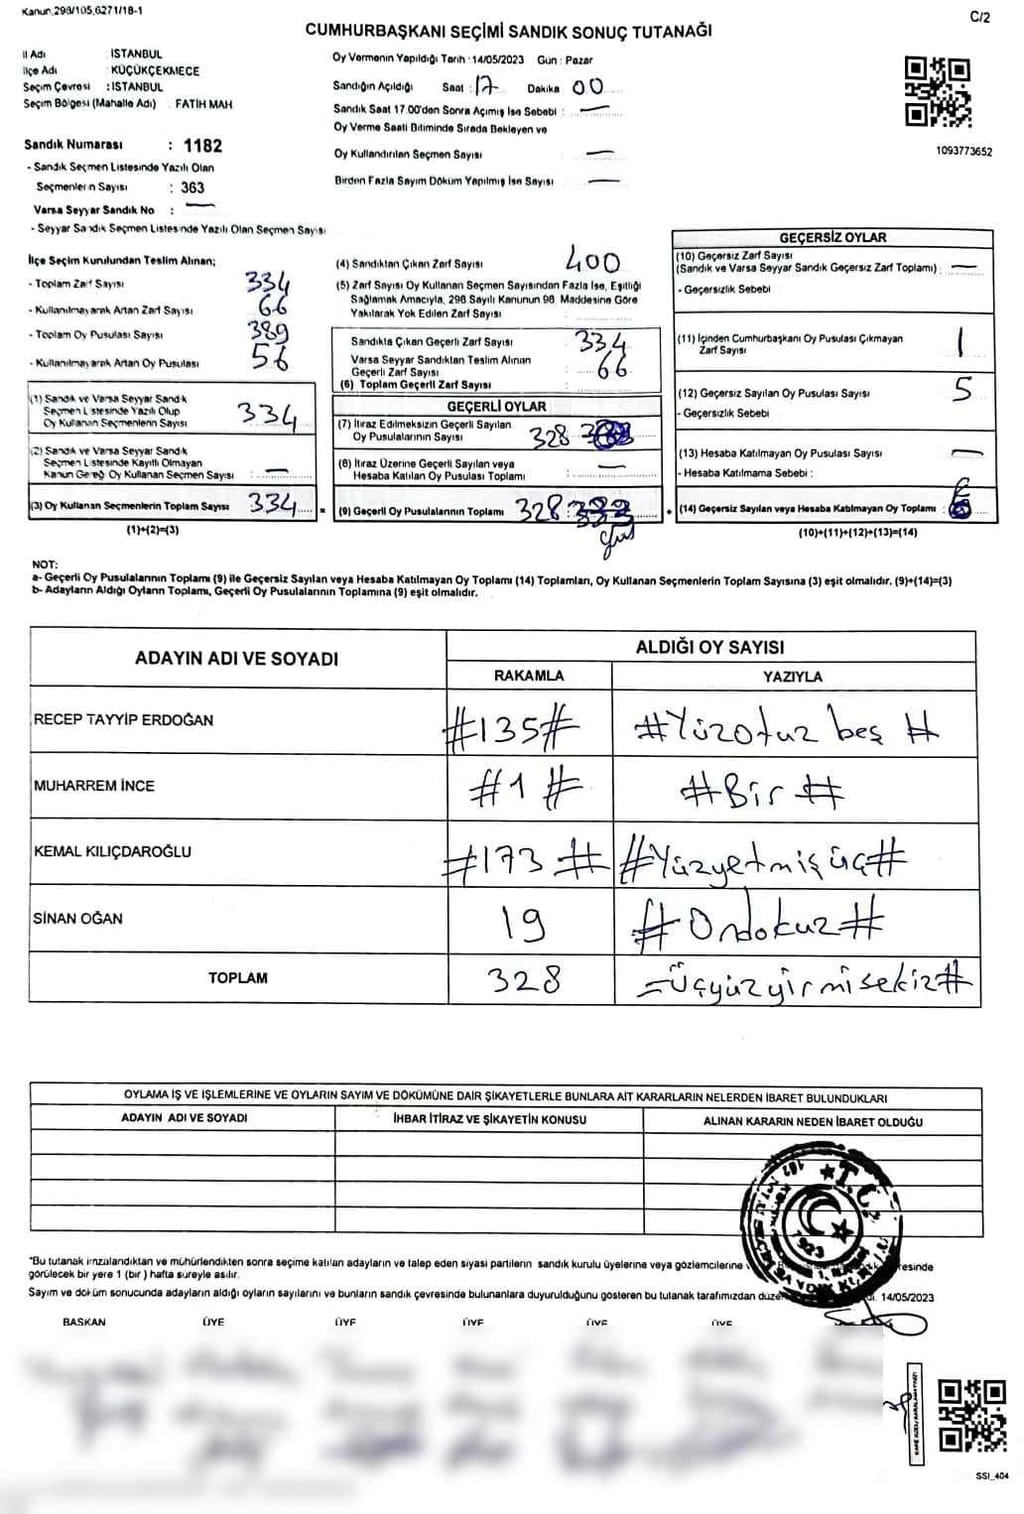 Kanun,298/105,6271/18-1
C/2
CUMHURBAŞKANI SEÇİMİ SANDIK SONUÇ TUTANAĞI
İl Adı İSTANBUL
İlçe Adı KÜÇÜKÇEKMECE
Seçim Çevresi : İSTANBUL
Seçim Bölgesi (Mahalle Adı) . FATİH MAH.
Oy Vermenin Yapıldığı Tarih : 14/05/2023 Gün : Pazar
Sandığın Açıldığı Saat : 17 Dakika 00
Sandık Saat 17.00'den Sonra Açımış İse Sebebi : —
Oy Verme Saati Bitiminde Sırada Bekleyen ve
Oy Kullandırılan Seçmen Sayısı —
Birden Fazla Sayım Döküm Yapılmış İse Sayısı —
1093773652
Sandık Numarası : 1182
- Sandık Seçmen Listesinde Yazılı Olan
Seçmenlerin Sayısı : 363
Varsa Seyyar Sandık No : —
- Seyyar Sandık Seçmen Listesinde Yazılı Olan Seçmen Sayısı
İlçe Seçim Kurulundan Teslim Alınan;
- Toplam Zarf Sayısı 334
- Kullanılmayarak Artan Zarf Sayısı 66
- Toplam Oy Pusulası Sayısı 389
- Kullanılmayarak Artan Oy Pusulası 56
(1) Sandık ve Varsa Seyyar Sandık
Seçmen Listesinde Yazılı Olup
Oy Kullanan Seçmenlerin Sayısı 334
(2) Sandık ve Varsa Seyyar Sandık
Seçmen Listesinde Kayıtlı Olmayan
Kanun Gereği Oy Kullanan Seçmen Sayısı : —
(3) Oy Kullanan Seçmenlerin Toplam Sayısı 334
(1)+(2)=(3)
=
(4) Sandıktan Çıkan Zarf Sayısı 400
(5) Zarf Sayısı Oy Kullanan Seçmen Sayısından Fazla İse, Eşitliği
Sağlamak Amacıyla, 298 Sayılı Kanunun 98. Maddesine Göre
Yakılarak Yok Edilen Zarf Sayısı :
Sandıkta Çıkan Geçerli Zarf Sayısı 334
Varsa Seyyar Sandıktan Teslim Alınan
Geçerli Zarf Sayısı : 66
(6) Toplam Geçerli Zarf Sayısı :
GEÇERLİ OYLAR
(7) İtiraz Edilmeksizin Geçerli Sayılan
Oy Pusulalarının Sayısı 328
(8) İtiraz Üzerine Geçerli Sayılan veya
Hesaba Katılan Oy Pusulası Toplamı : —
(9) Geçerli Oy Pusulalarının Toplamı 328
+
GEÇERSİZ OYLAR
(10) Geçersiz Zarf Sayısı
(Sandık ve Varsa Seyyar Sandık Geçersiz Zarf Toplamı) : —
- Geçersizlik Sebebi
(11) İçinden Cumhurbaşkanı Oy Pusulası Çıkmayan
Zarf Sayısı 1
(12) Geçersiz Sayılan Oy Pusulası Sayısı 5
- Geçersizlik Sebebi
(13) Hesaba Katılmayan Oy Pusulası Sayısı —
- Hesaba Katılmama Sebebi :
(14) Geçersiz Sayılan veya Hesaba Katılmayan Oy Toplamı :
(10)+(11)+(12)+(13)=(14)
NOT:
a- Geçerli Oy Pusulalarının Toplamı (9) ile Geçersiz Sayılan veya Hesaba Katılmayan Oy Toplamı (14) Toplamları, Oy Kullanan Seçmenlerin Toplam Sayısına (3) eşit olmalıdır. (9)+(14)=(3)
b- Adayların Aldığı Oyların Toplamı, Geçerli Oy Pusulalarının Toplamına (9) eşit olmalıdır.
ADAYIN ADI VE SOYADI ALDIĞI OY SAYISI
RAKAMLA YAZIYLA
RECEP TAYYİP ERDOĞAN #135# #Yüzotuz beş #
MUHARREM İNCE #1# #Bir#
KEMAL KILIÇDAROĞLU #173# #Yüzyetmiş üç#
SİNAN OĞAN 19 #Ondokuz#
TOPLAM 328 =Üçyüzyirmisekiz#
OYLAMA İŞ VE İŞLEMLERİNE VE OYLARIN SAYIM VE DÖKÜMÜNE DAİR ŞİKAYETLERLE BUNLARA AİT KARARLARIN NELERDEN İBARET BULUNDUKLARI
ADAYIN ADI VE SOYADI İHBAR İTİRAZ VE ŞİKAYETİN KONUSU ALINAN KARARIN NEDEN İBARET OLDUĞU
T.C.
1923
*Bu tutanak imzalandıktan ve mühürlendikten sonra seçime katılan adayların ve talep eden siyasi partilerin sandık kurulu üyelerine veya gözlemcilerine
görülecek bir yere 1 (bir ) hafta süreyle asılır.
Sayım ve döküm sonucunda adayların aldığı oyların sayılarını ve bunların sandık çevresinde bulunanlara duyurulduğunu gösteren bu tutanak tarafımızdan 14/05/2023
BAŞKAN ÜYE ÜYE ÜYE ÜYE ÜYE
SSI_404